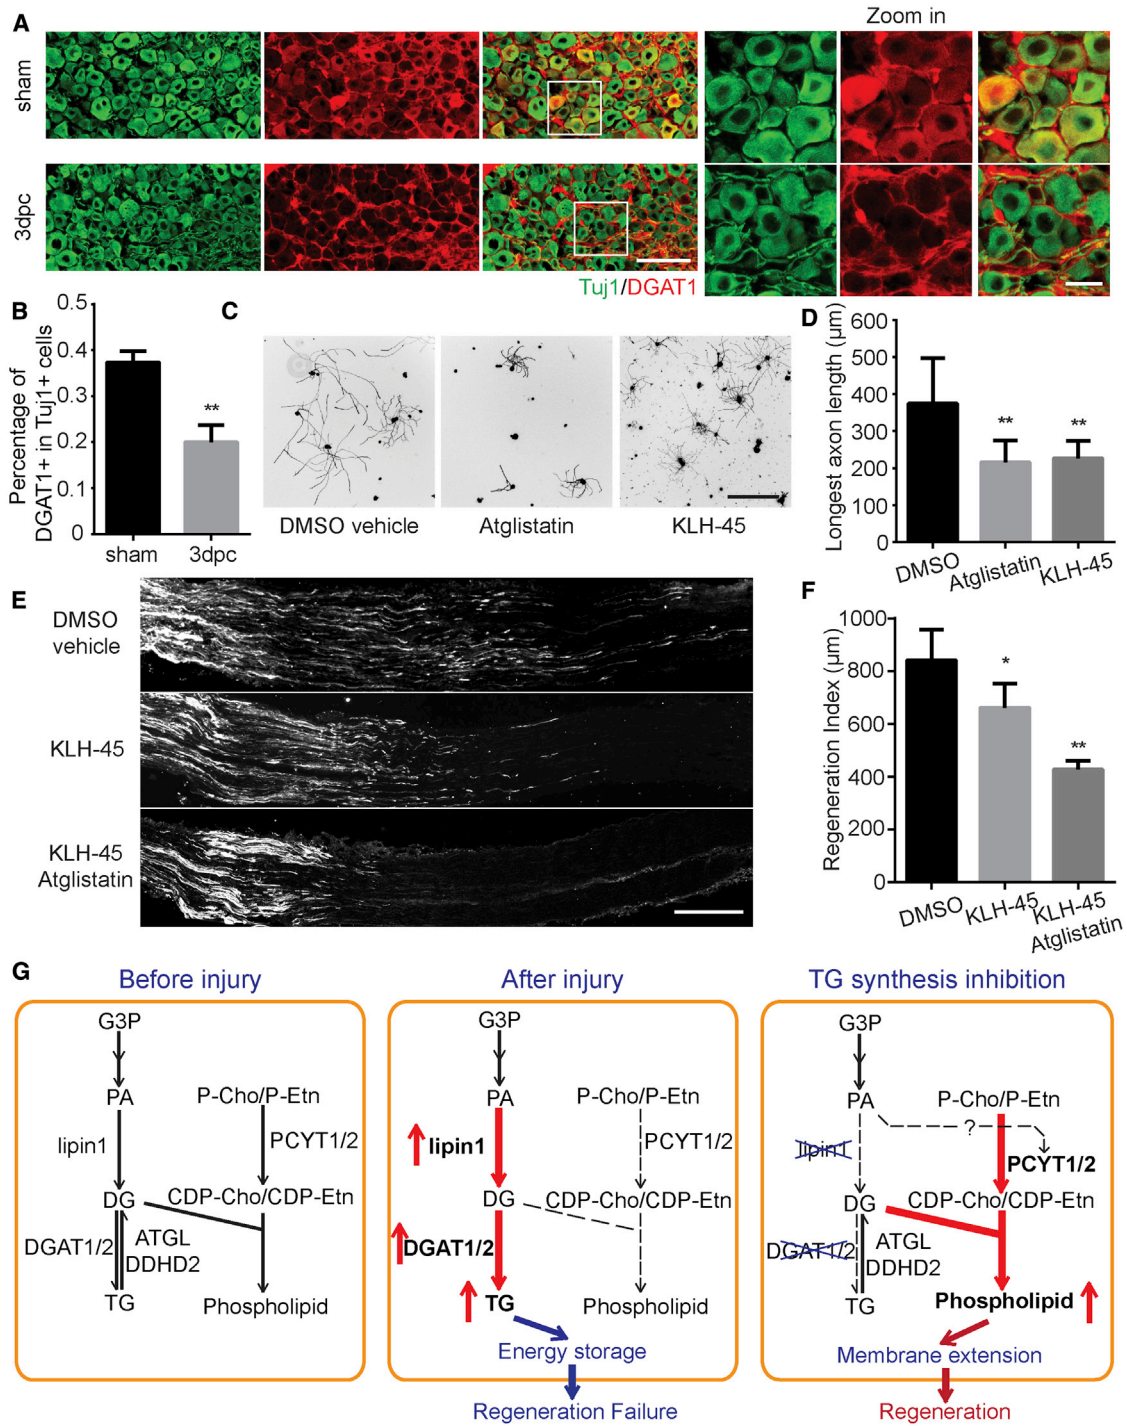 A
Zoom in
sham
3dpc
Tuj1/DGAT1
B
Percentage of
DGAT1+ in Tuj1+ cells
0.5
0.4
0.3
0.2
0.1
0
**
sham
3dpc
C
DMSO vehicle
Atglistatin
KLH-45
D
Longest axon length (μm)
600
400
300
200
100
0
**
**
DMSO
Atglistatin
KLH-45
E
DMSO
vehicle
KLH-45
KLH-45
Atglistatin
F
Regeneration Index (μm)
1000
800
600
400
200
0
*
**
DMSO
KLH-45
KLH-45
Atglistatin
G
Before injury
G3P
PA
P-Cho/P-Etn
lipin1
PCYT1/2
DG
CDP-Cho/CDP-Etn
DGAT1/2
ATGL
DDHD2
TG
Phospholipid
After injury
G3P
PA
P-Cho/P-Etn
lipin1
PCYT1/2
DG
CDP-Cho/CDP-Etn
DGAT1/2
TG
Phospholipid
Energy storage
Regeneration Failure
TG synthesis inhibition
G3P
PA
P-Cho/P-Etn
?
lipin1
PCYT1/2
DG
CDP-Cho/CDP-Etn
DGAT1/2
ATGL
DDHD2
TG
Phospholipid
Membrane extension
Regeneration